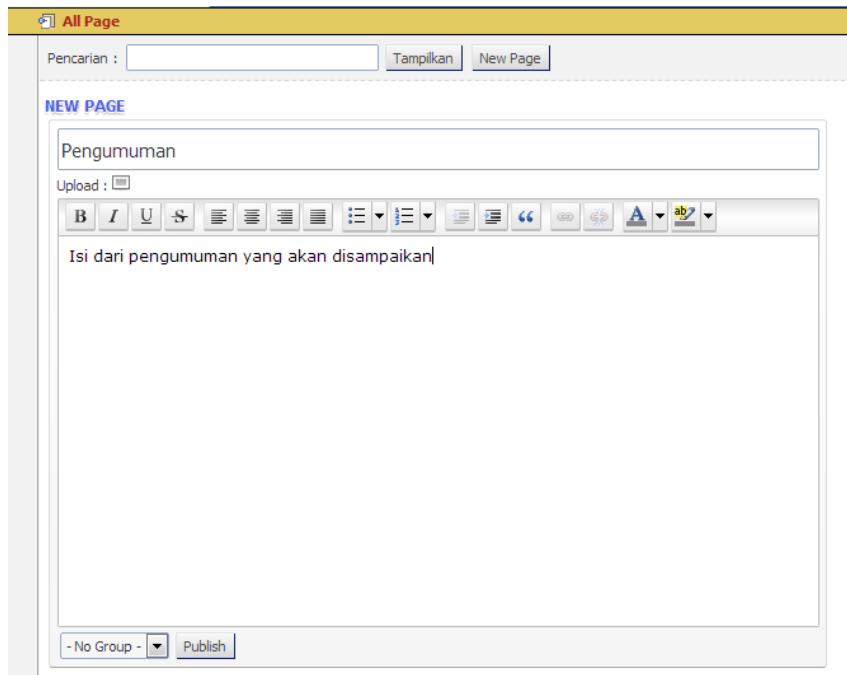 All Page
Pencarian : Tampilkan New Page
NEW PAGE
Pengumuman
Upload :
B I U S A ab
Isi dari pengumuman yang akan disampaikan
- No Group - Publish